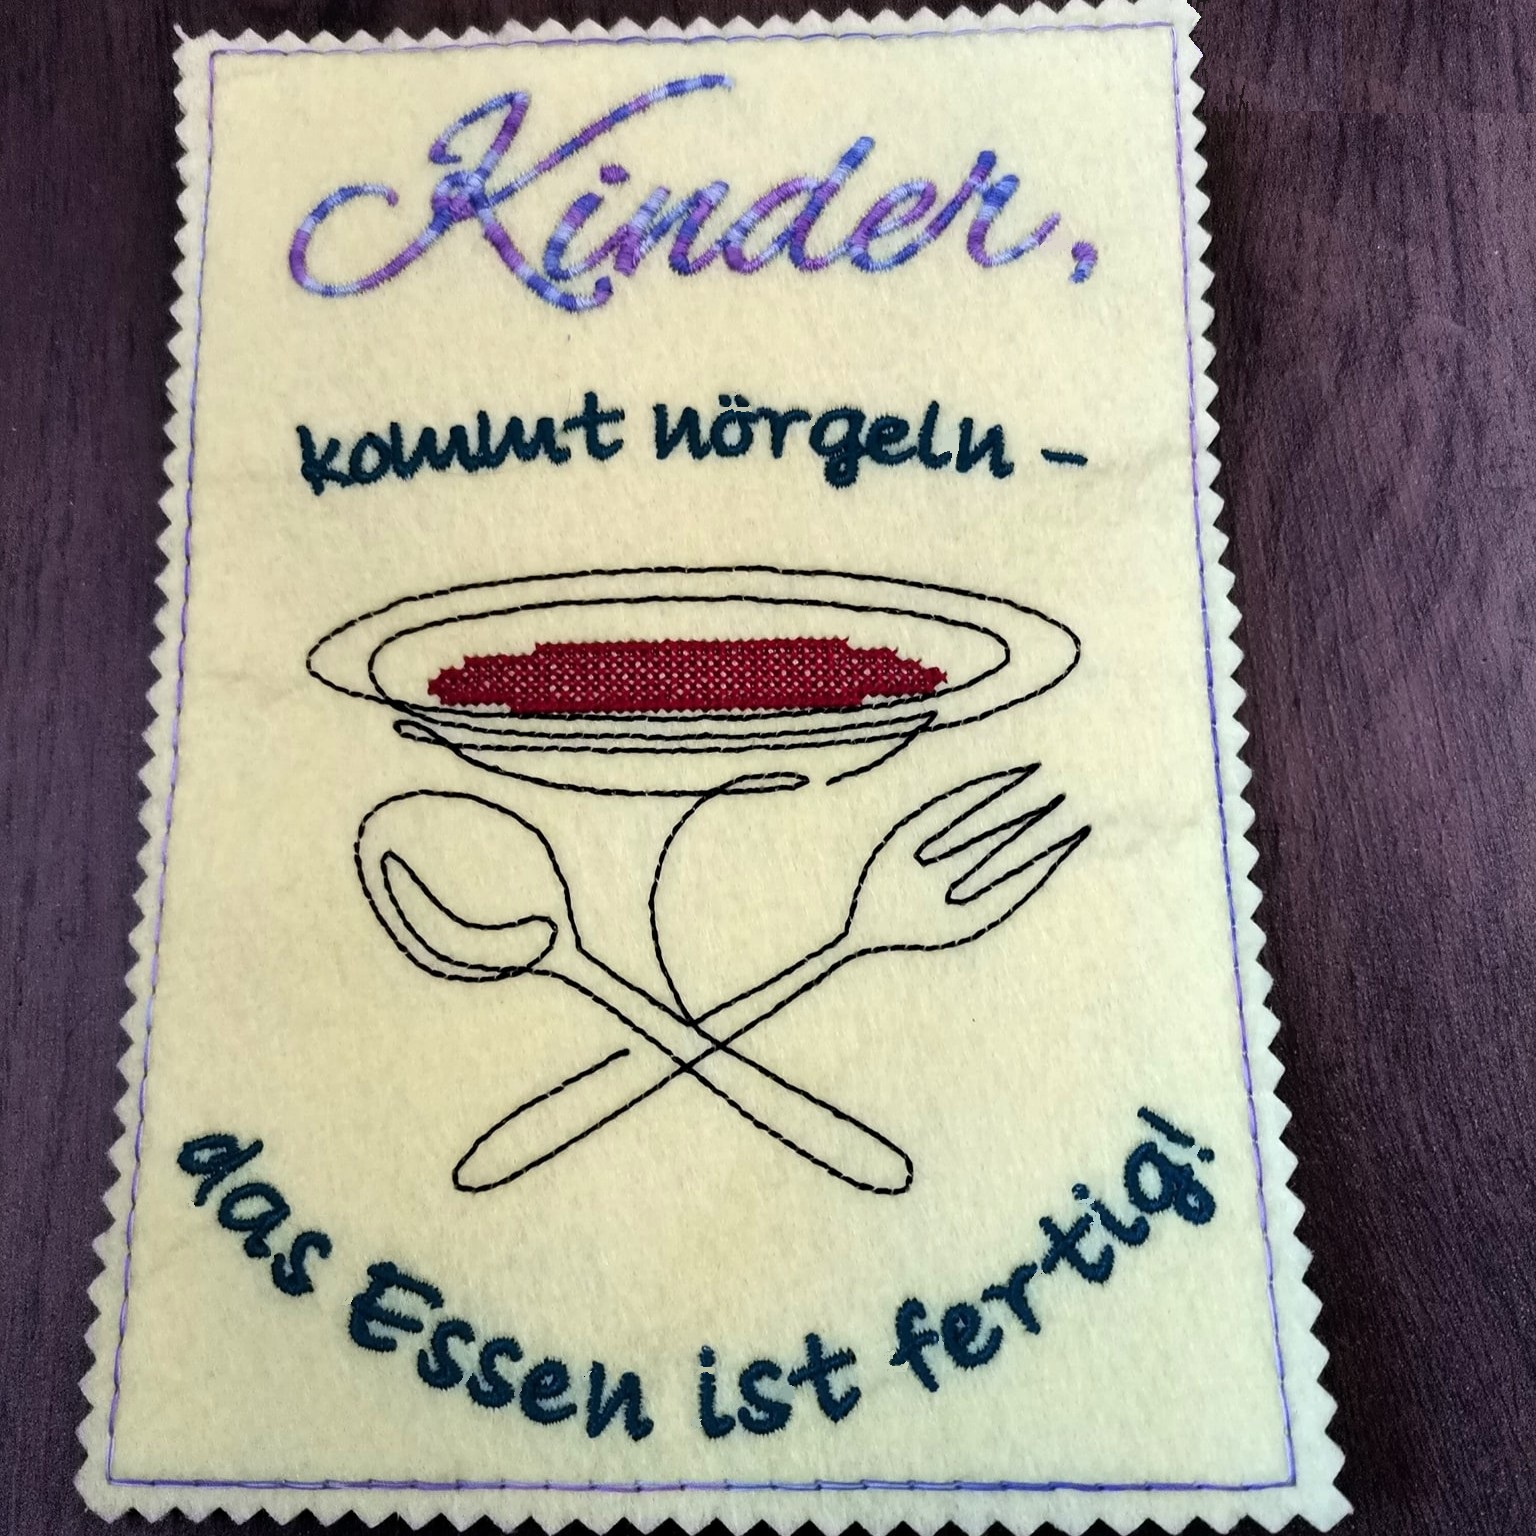 Kinder,
kommt nörgeln –
das Essen ist fertig!